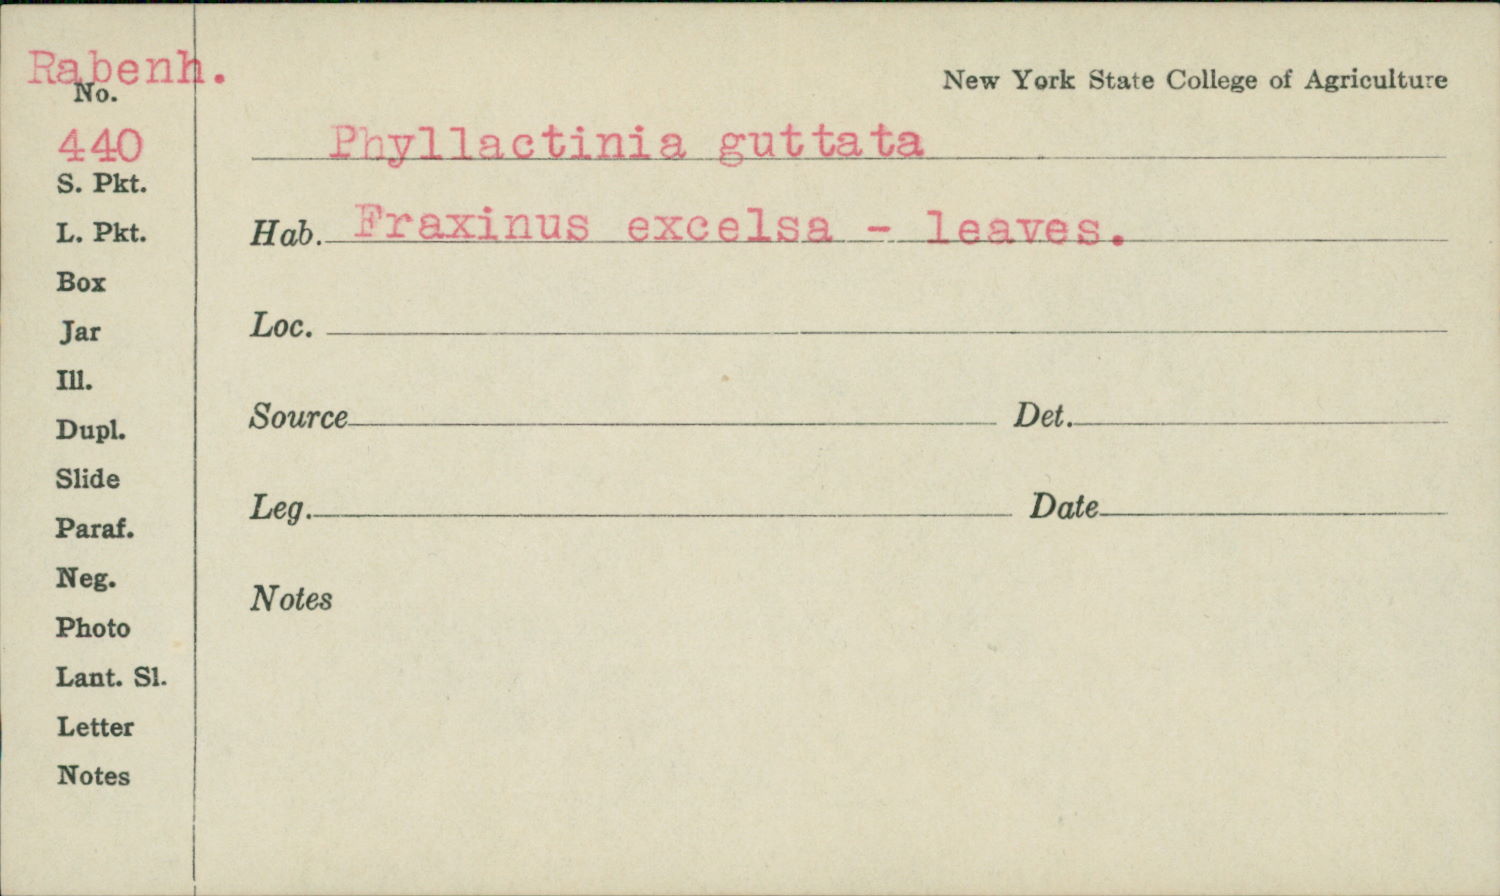 Rabenh.
No.
440
S. Pkt.
L. Pkt.
Box
Jar
Ill.
Dupl.
Slide
Paraf.
Neg.
Photo
Lant. Sl.
Letter
Notes
New York State College of Agriculture
Phyllactinia guttata
Hab. Fraxinus excelsa - leaves.
Loc.
Source Det.
Leg. Date
Notes